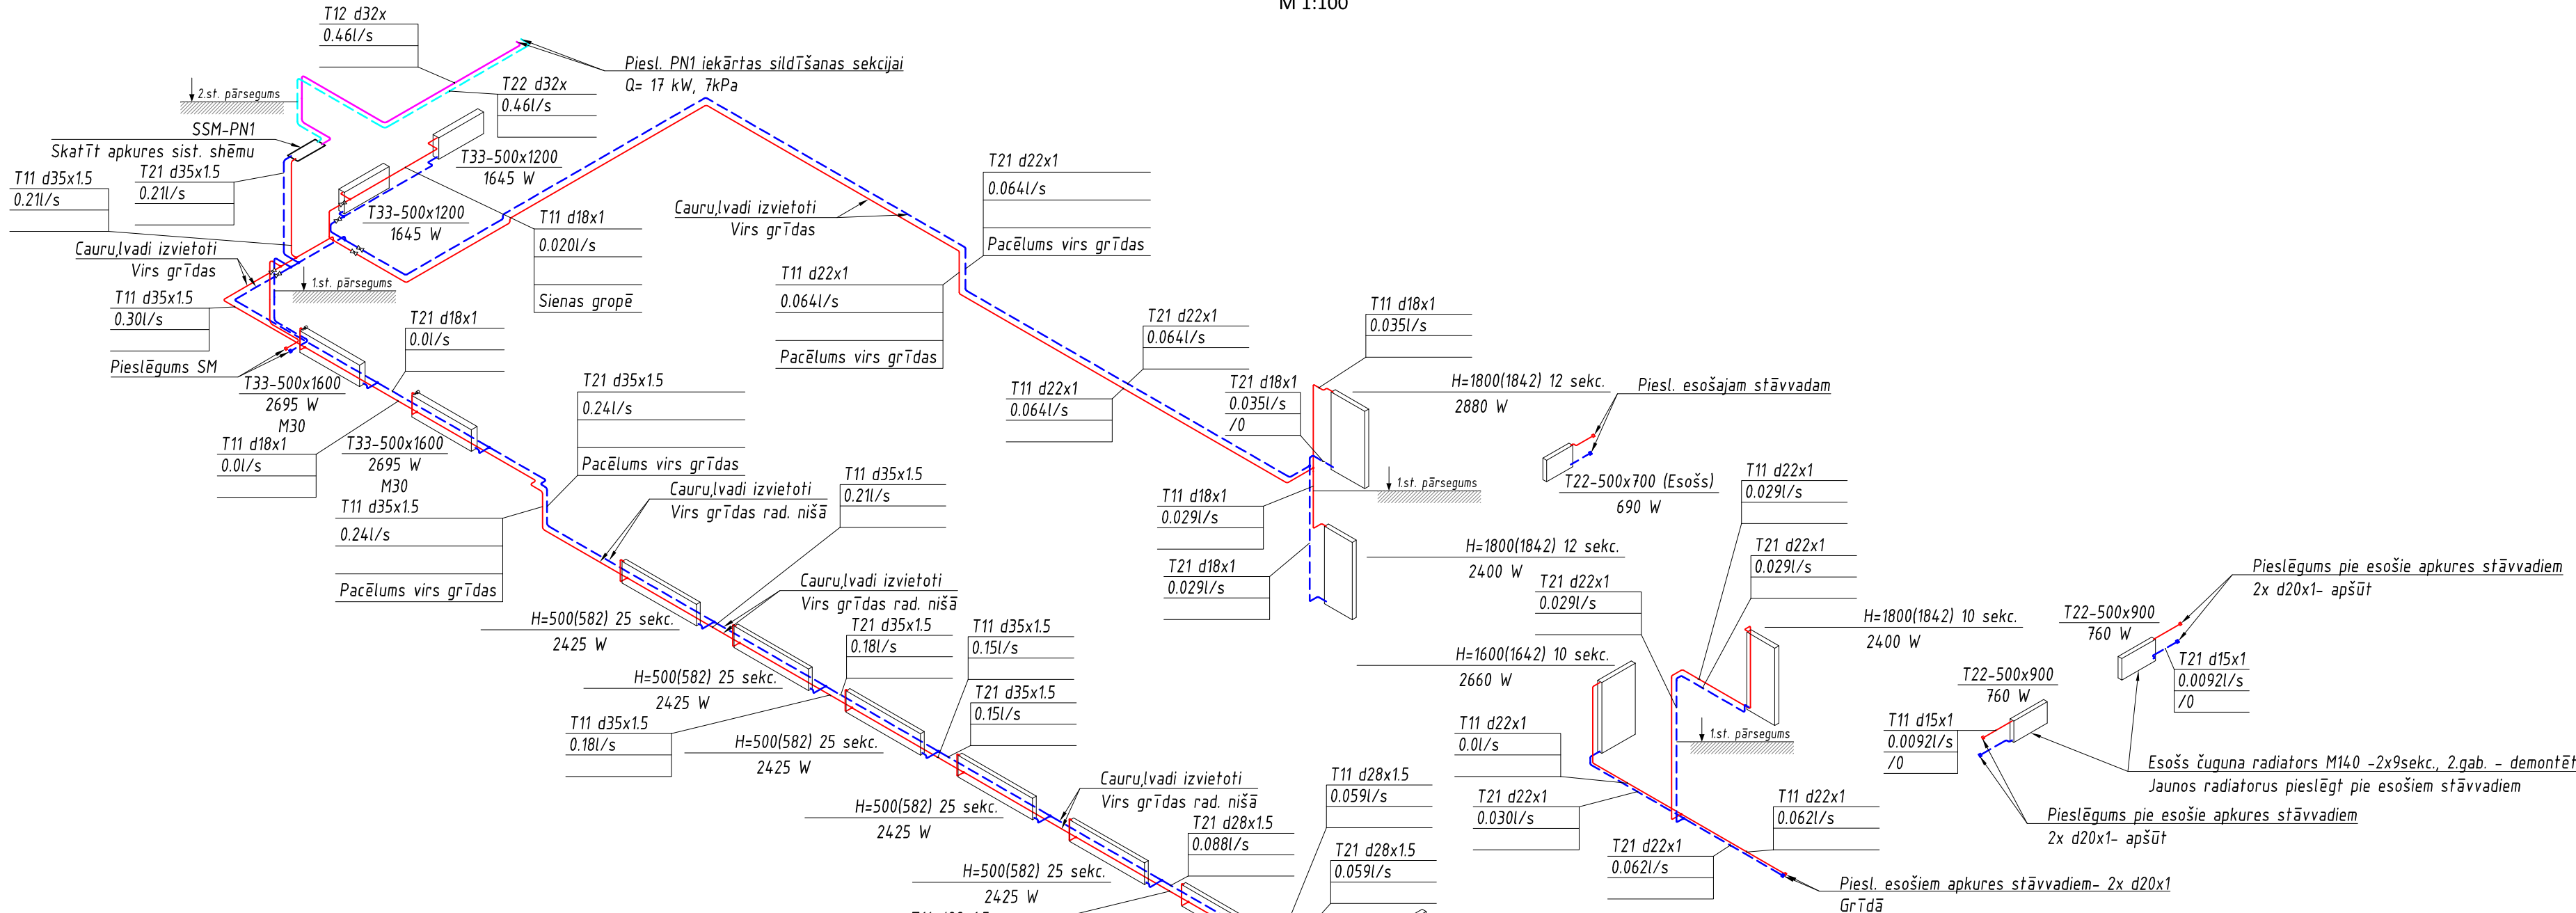 M 1:100
T12 d32x
0.46l/s
Piesl. PN1 iekārtas sildīšanas sekcijai
Q= 17 kW, 7kPa
T22 d32x
0.46l/s
2.st. pārsegums
SSM-PN1
Skatīt apkures sist. shēmu
T33-500x1200
1645 W
T11 d35x1.5
0.21l/s
T21 d35x1.5
0.21l/s
T33-500x1200
1645 W
T11 d18x1
0.020l/s
Sienas gropē
Cauru,lvadi izvietoti
Virs grīdas
T21 d22x1
0.064l/s
Pacēlums virs grīdas
Cauru,lvadi izvietoti
Virs grīdas
1.st. pārsegums
T11 d22x1
0.064l/s
Pacēlums virs grīdas
T11 d35x1.5
0.30l/s
Pieslēgums SM
T21 d18x1
0.0l/s
T33-500x1600
2695 W
M30
T11 d18x1
0.0l/s
T33-500x1600
2695 W
M30
T21 d35x1.5
0.24l/s
Pacēlums virs grīdas
T11 d35x1.5
0.24l/s
Pacēlums virs grīdas
T21 d22x1
0.064l/s
T11 d22x1
0.064l/s
T11 d18x1
0.035l/s
T21 d18x1
0.035l/s
/0
H=1800(1842) 12 sekc.
2880 W
Piesl. esošajam stāvvadam
T22-500x700 (Esošs)
690 W
1.st. pārsegums
T11 d18x1
0.029l/s
T21 d18x1
0.029l/s
H=1800(1842) 12 sekc.
2400 W
Cauru,lvadi izvietoti
Virs grīdas rad. nišā
T11 d35x1.5
0.21l/s
Cauru,lvadi izvietoti
Virs grīdas rad. nišā
H=500(582) 25 sekc.
2425 W
T21 d35x1.5
0.18l/s
T11 d35x1.5
0.15l/s
H=500(582) 25 sekc.
2425 W
T21 d35x1.5
0.15l/s
T11 d35x1.5
0.18l/s
H=500(582) 25 sekc.
2425 W
H=500(582) 25 sekc.
2425 W
Cauru,lvadi izvietoti
Virs grīdas rad. nišā
T21 d28x1.5
0.088l/s
T11 d28x1.5
0.059l/s
T21 d28x1.5
0.059l/s
H=500(582) 25 sekc.
2425 W
T11 d22x1
0.029l/s
T21 d22x1
0.029l/s
T21 d22x1
0.029l/s
H=1800(1842) 10 sekc.
2400 W
H=1600(1642) 10 sekc.
2660 W
1.st. pārsegums
T11 d22x1
0.0l/s
T21 d22x1
0.030l/s
T11 d22x1
0.062l/s
T21 d22x1
0.062l/s
Piesl. esošiem apkures stāvvadiem- 2x d20x1
Grīdā
Pieslēgums pie esošie apkures stāvvadiem
2x d20x1- apšūt
T22-500x900
760 W
T21 d15x1
0.0092l/s
/0
T22-500x900
760 W
T11 d15x1
0.0092l/s
/0
Esošs čuguna radiators M140 -2x9sekc., 2.gab. - demontēt
Jaunos radiatorus pieslēgt pie esošiem stāvvadiem
Pieslēgums pie esošie apkures stāvvadiem
2x d20x1- apšūt